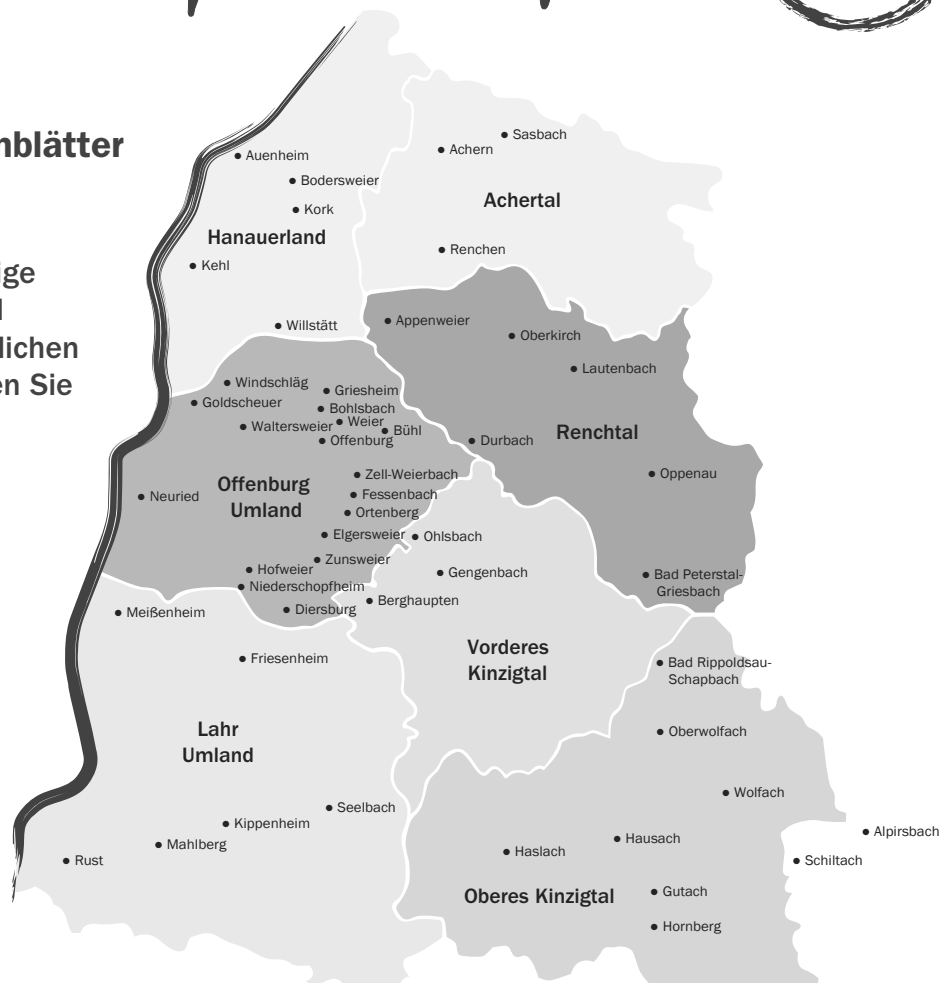 nblätter
ige
lichen
n Sie
Sasbach
Achern
Auenheim
Bodersweier
Achertal
Kork
Hanauerland
Renchen
Kehl
Willstätt
Appenweier
Oberkirch
Lautenbach
Windschläg
Griesheim
Goldscheuer
Bohlsbach
Waltersweier
Weier
Bühl
Offenburg
Durbach
Renchtal
Zell-Weierbach
Oppenau
Offenburg
Umland
Neuried
Fessenbach
Ortenberg
Elgersweier
Ohlsbach
Zunsweier
Hofweier
Gengenbach
Bad Peterstal-
Griesbach
Niederschopfheim
Berghaupten
Diersburg
Meißenheim
Vorderes
Kinzigtal
Friesenheim
Bad Rippoldsau-
Schapbach
Lahr
Umland
Oberwolfach
Wolfach
Seelbach
Kippenheim
Alpirsbach
Mahlberg
Hausach
Haslach
Rust
Schiltach
Oberes Kinzigtal
Gutach
Hornberg